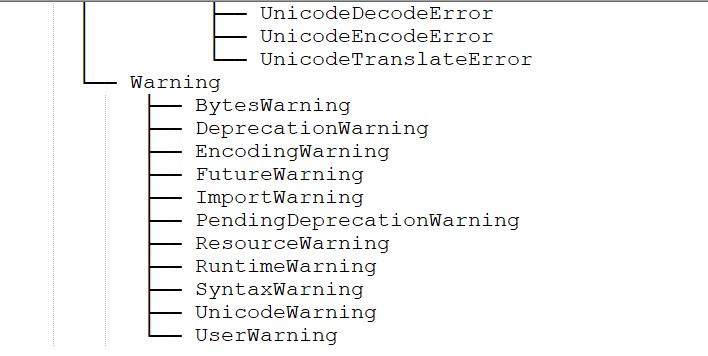 UnicodeDecodeError
UnicodeEncodeError
UnicodeTranslateError
Warning
BytesWarning
DeprecationWarning
EncodingWarning
FutureWarning
ImportWarning
PendingDeprecationWarning
ResourceWarning
RuntimeWarning
SyntaxWarning
UnicodeWarning
UserWarning